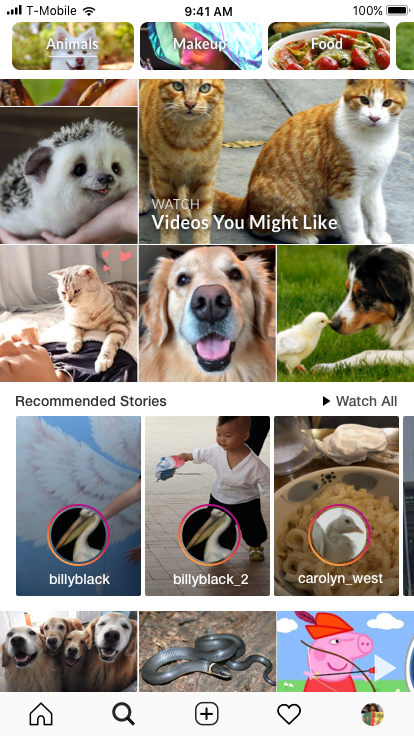 T-Mobile 9:41 AM 100%
Animals Makeup Food
WATCH
Videos You Might Like
Recommended Stories Watch All
billyblack billyblack_2 carolyn_west